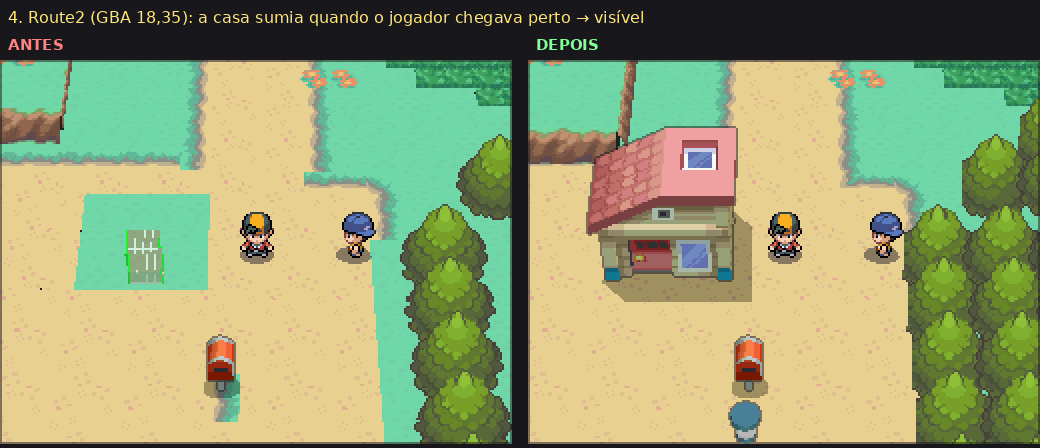 4. Route2 (GBA 18,35): a casa sumia quando o jogador chegava perto → visível
ANTES
DEPOIS